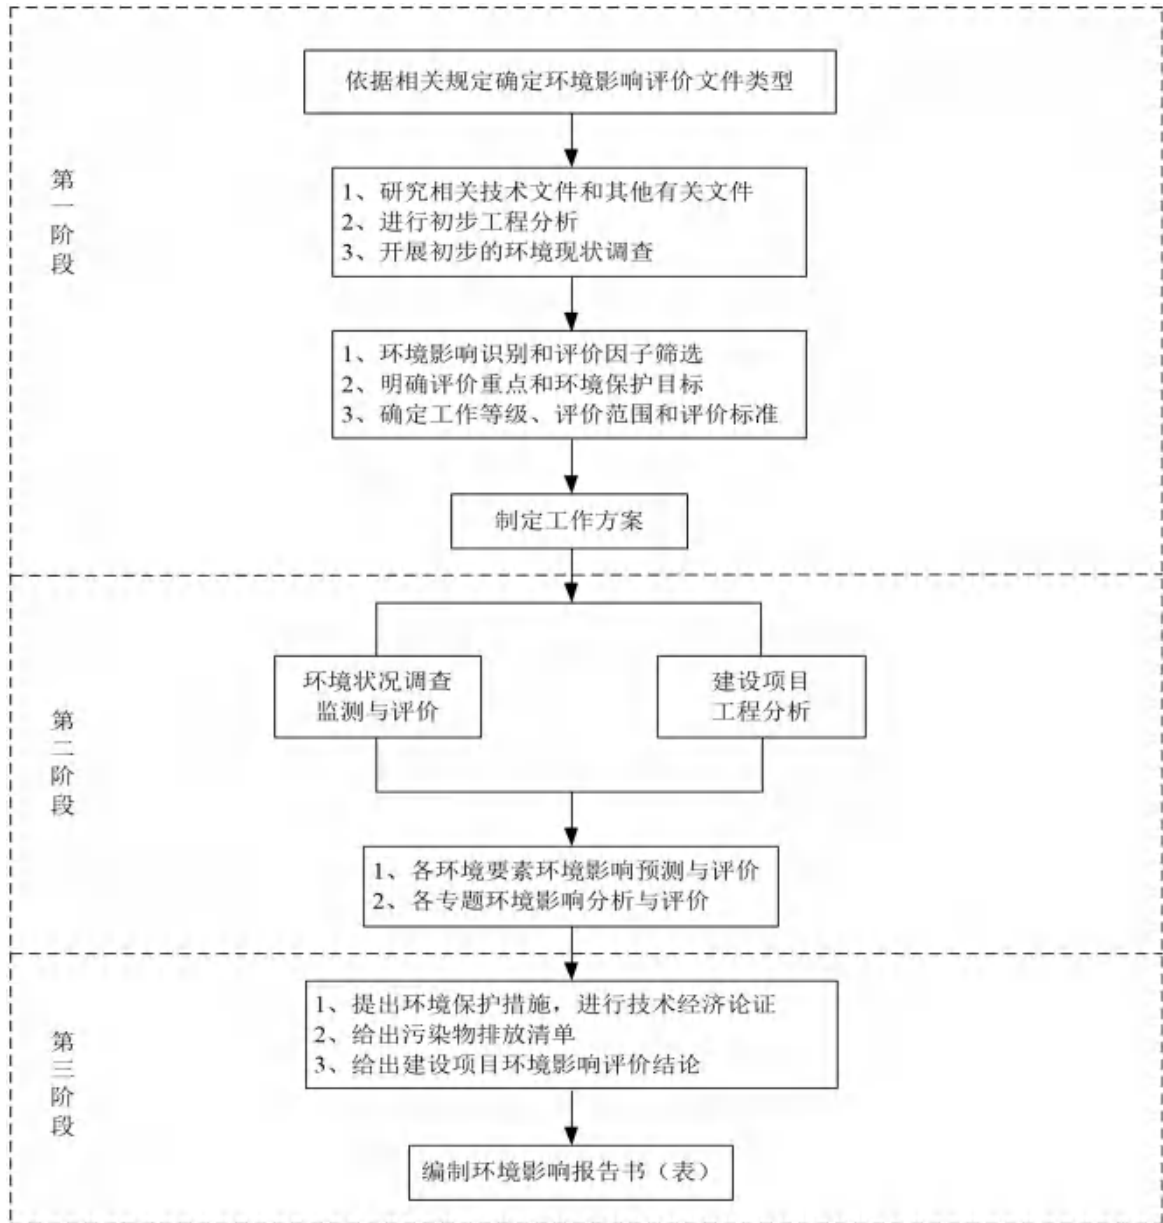 依据相关规定确定环境影响评价文件类型
第一阶段
1、研究相关技术文件和其他有关文件
2、进行初步工程分析
3、开展初步的环境现状调查
1、环境影响识别和评价因子筛选
2、明确评价重点和环境保护目标
3、确定工作等级、评价范围和评价标准
制定工作方案
第二阶段
环境状况调查
监测与评价
建设项目
工程分析
1、各环境要素环境影响预测与评价
2、各专题环境影响分析与评价
第三阶段
1、提出环境保护措施，进行技术经济论证
2、给出污染物排放清单
3、给出建设项目环境影响评价结论
编制环境影响报告书（表）